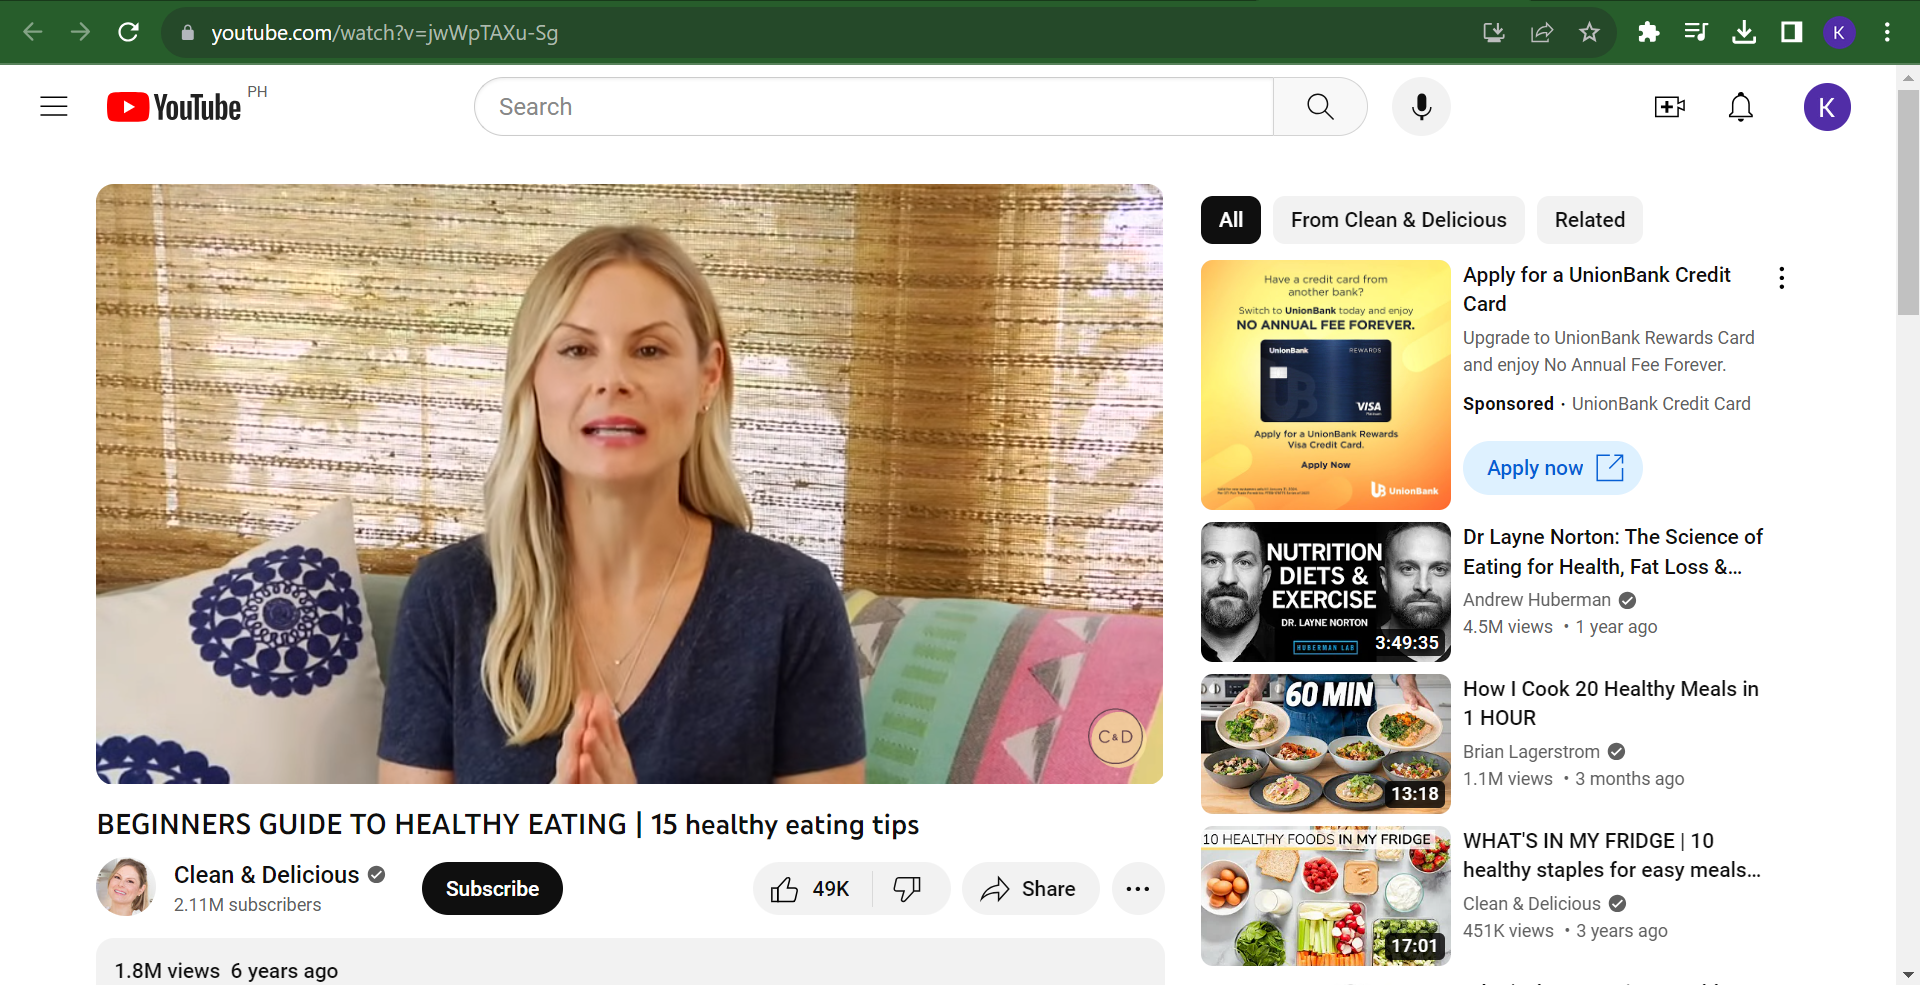 youtube.com/watch?v=jwWpTAXu-Sg
K
YouTube PH
Search
K
C&D
BEGINNERS GUIDE TO HEALTHY EATING | 15 healthy eating tips
Clean & Delicious
2.11M subscribers
Subscribe
49K
Share
1.8M views 6 years ago
All
From Clean & Delicious
Related
Have a credit card from
another bank?
Switch to UnionBank today and enjoy
NO ANNUAL FEE FOREVER.
UnionBank REWARDS
VISA
Apply for a UnionBank Rewards
Visa Credit Card.
Apply Now
UnionBank
Apply for a UnionBank Credit
Card
Upgrade to UnionBank Rewards Card
and enjoy No Annual Fee Forever.
Sponsored · UnionBank Credit Card
Apply now
NUTRITION
DIETS &
EXERCISE
DR. LAYNE NORTON
HUBERMAN LAB
3:49:35
Dr Layne Norton: The Science of
Eating for Health, Fat Loss &...
Andrew Huberman
4.5M views • 1 year ago
60 MIN
13:18
How I Cook 20 Healthy Meals in
1 HOUR
Brian Lagerstrom
1.1M views • 3 months ago
10 HEALTHY FOODS IN MY FRIDGE
17:01
WHAT'S IN MY FRIDGE | 10
healthy staples for easy meals...
Clean & Delicious
451K views • 3 years ago